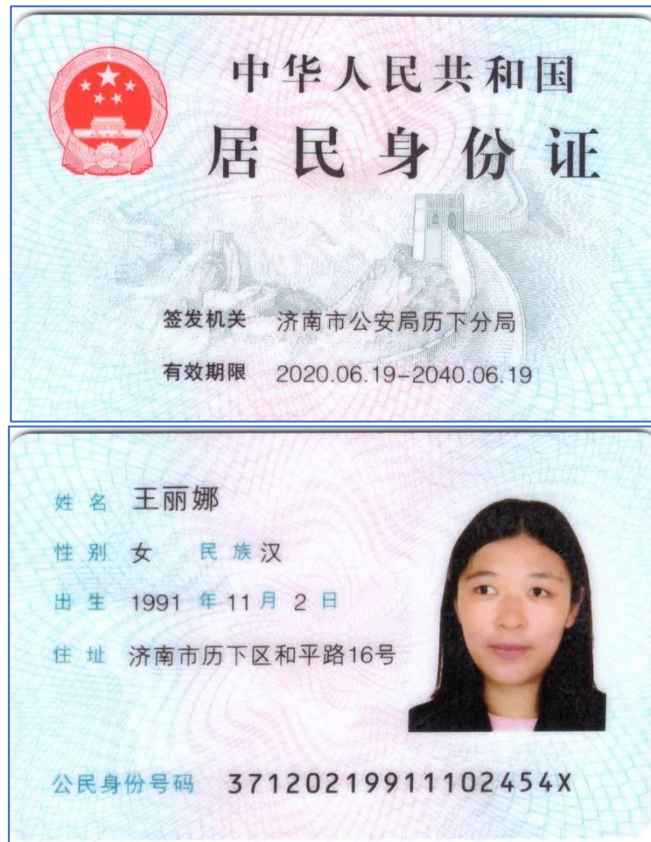 中华人民共和国
居民身份证
签发机关 济南市公安局历下分局
有效期限 2020.06.19-2040.06.19
姓名 王丽娜
性别 女 民族 汉
出生 1991 年 11 月 2 日
住址 济南市历下区和平路16号
公民身份号码 37120219911102454X